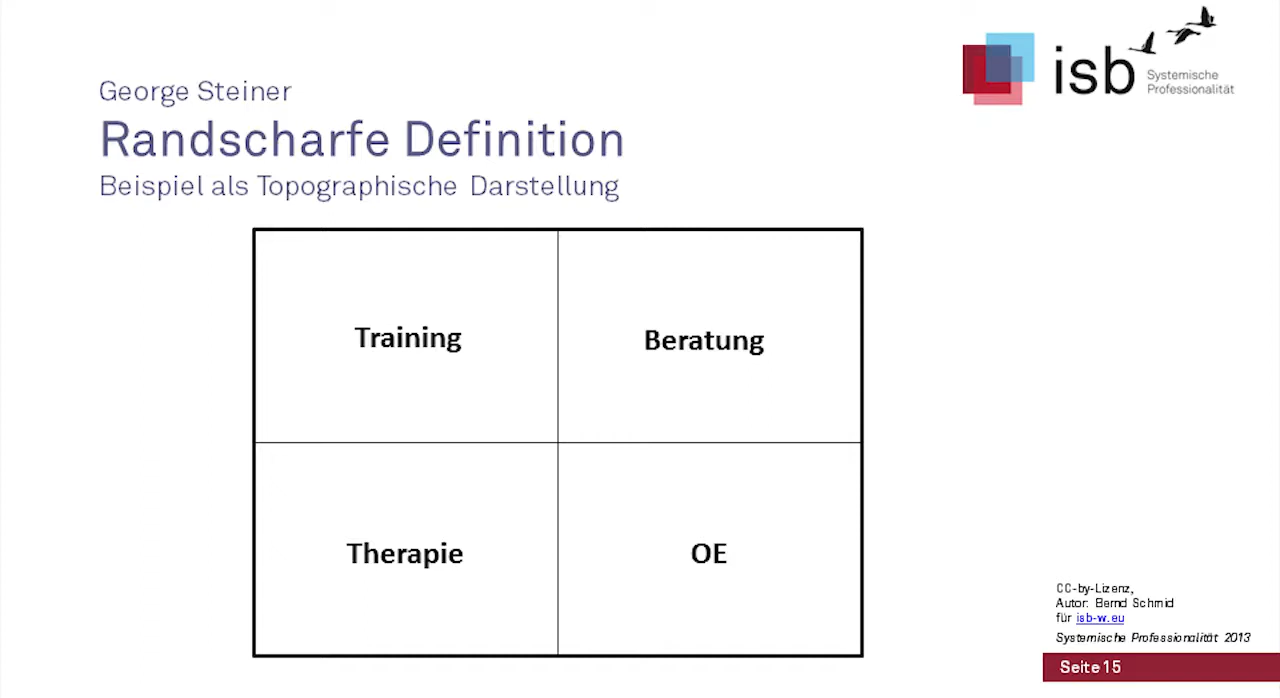 George Steiner
Randscharfe Definition
Beispiel als Topographische Darstellung
isb
Systemische
Professionalität
Training
Beratung
Therapie
OE
CC-by-Lizenz,
Autor: Bernd Schmid
für isb-w.eu
Systemische Professionalität 2013
Seite 15